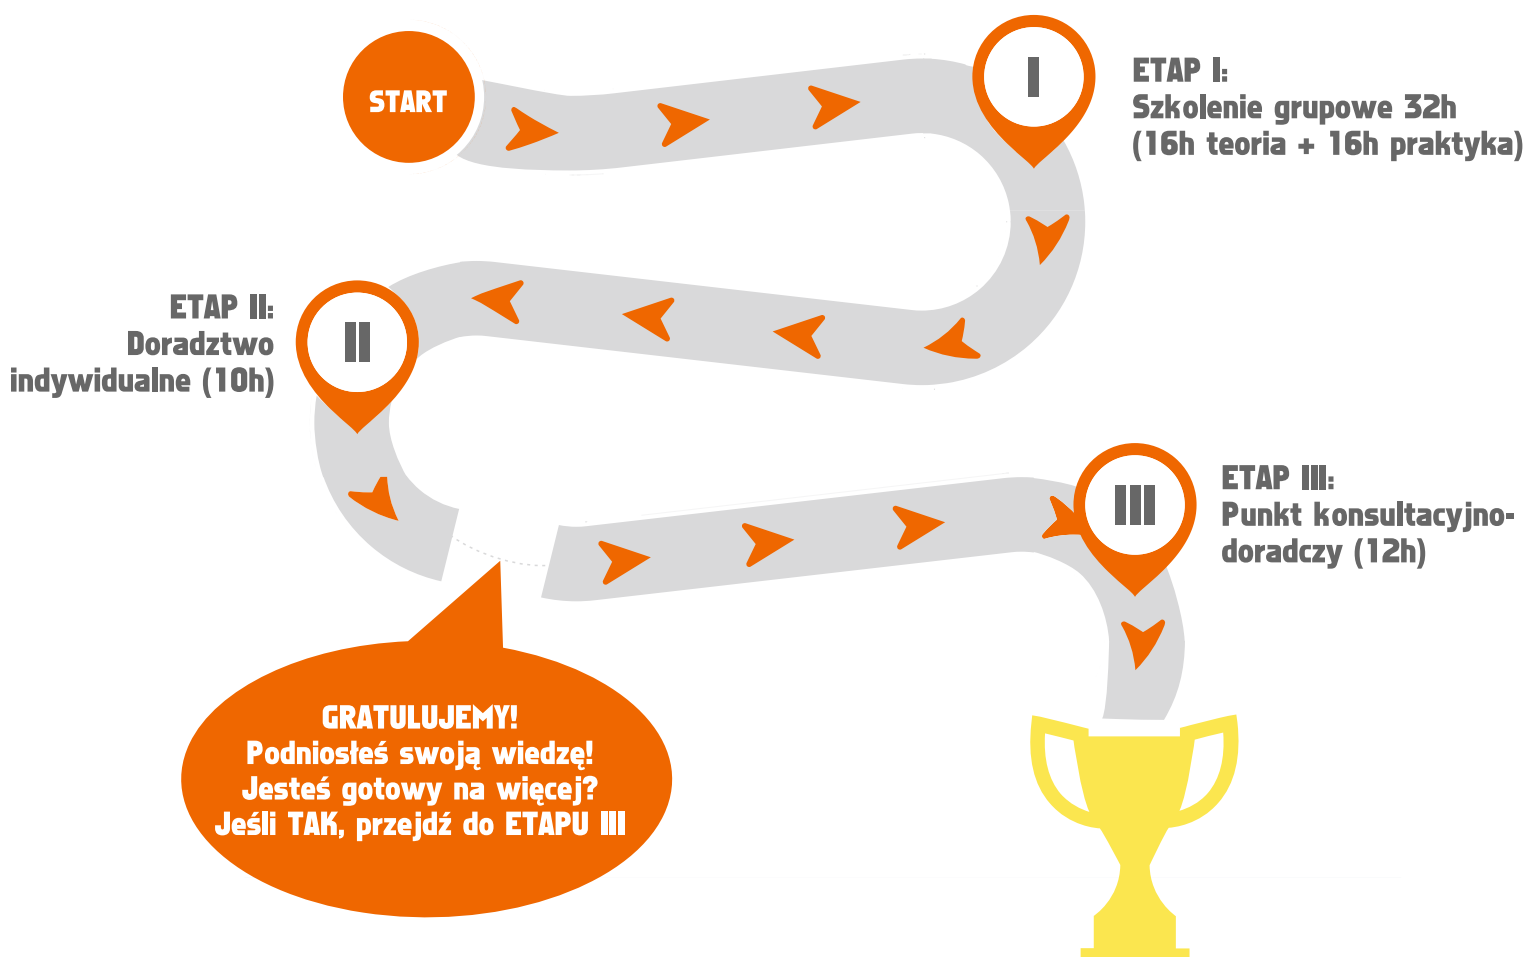 START
I
ETAP I:
Szkolenie grupowe 32h
(16h teoria + 16h praktyka)
II
ETAP II:
Doradztwo
indywidualne (10h)
III
ETAP III:
Punkt konsultacyjno-
doradczy (12h)
GRATULUJEMY!
Podniosłeś swoją wiedzę!
Jesteś gotowy na więcej?
Jeśli TAK, przejdź do ETAPU III